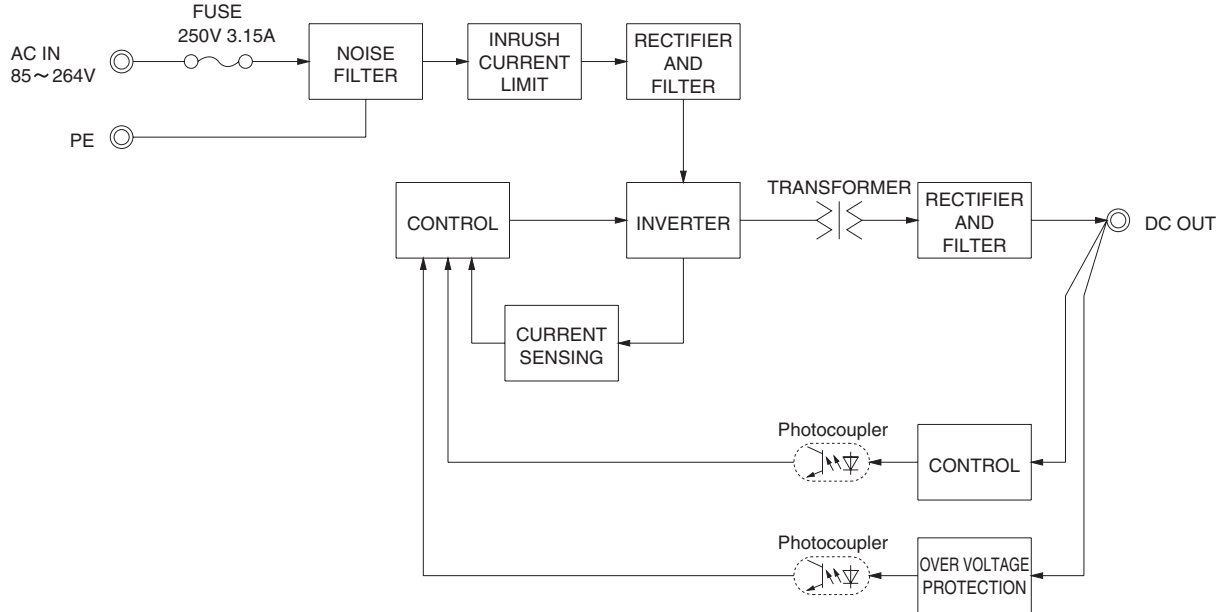 FUSE
250V 3.15A
AC IN
85～264V
NOISE
FILTER
INRUSH
CURRENT
LIMIT
RECTIFIER
AND
FILTER
PE
CONTROL
INVERTER
TRANSFORMER
RECTIFIER
AND
FILTER
DC OUT
CURRENT
SENSING
Photocoupler
CONTROL
Photocoupler
OVER VOLTAGE
PROTECTION